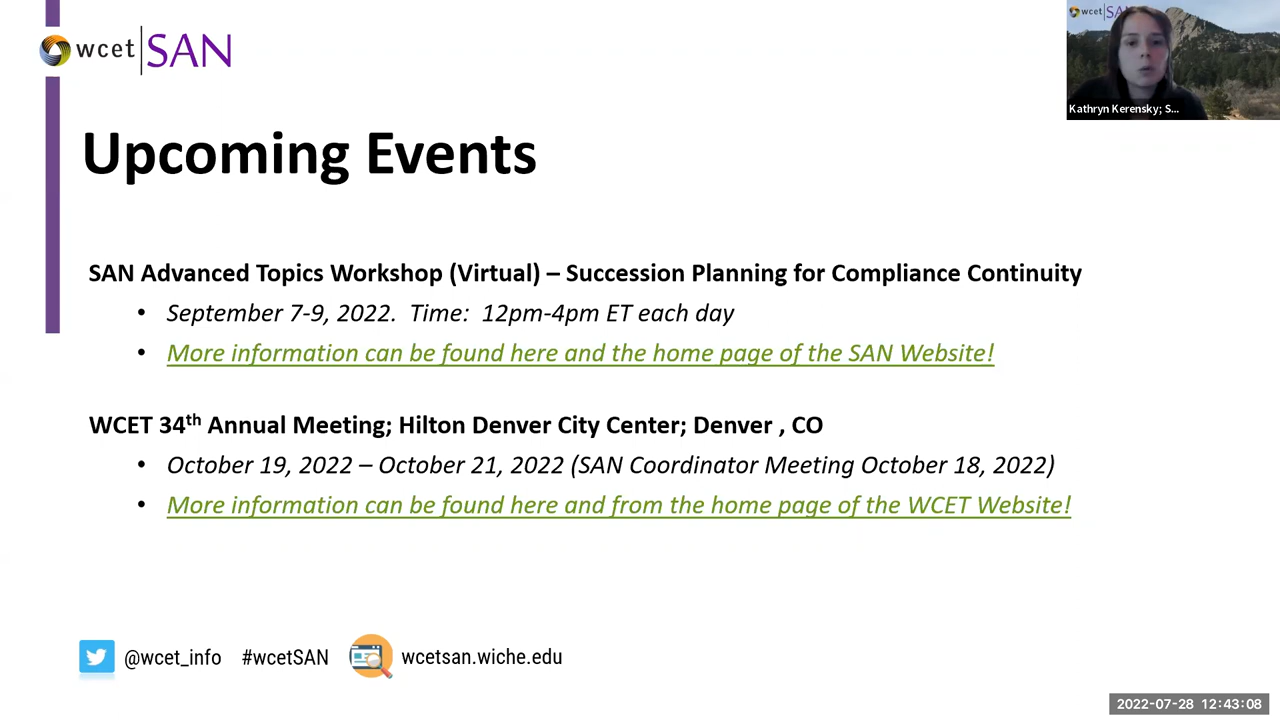 wcet SAN
wcet SA
Kathryn Kerensky; S...
Upcoming Events
SAN Advanced Topics Workshop (Virtual) – Succession Planning for Compliance Continuity
• September 7-9, 2022.  Time:  12pm-4pm ET each day
• More information can be found here and the home page of the SAN Website!
WCET 34th Annual Meeting; Hilton Denver City Center; Denver , CO
• October 19, 2022 – October 21, 2022 (SAN Coordinator Meeting October 18, 2022)
• More information can be found here and from the home page of the WCET Website!
@wcet_info #wcetSAN wcetsan.wiche.edu
2022-07-28 12:43:08